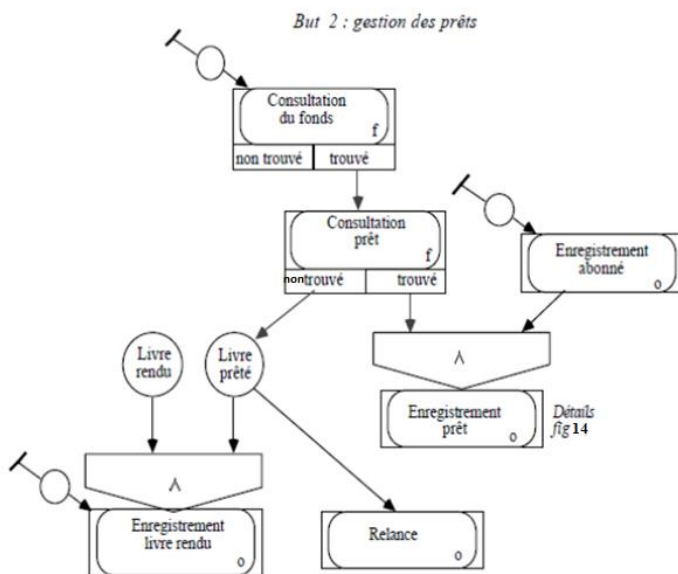 But 2 : gestion des prêts
Consultation
du fonds
f
non trouvé
trouvé
Consultation
prêt
f
nontrouvé
trouvé
Enregistrement
abonné
o
Livre
rendu
Livre
prêté
⋏
Enregistrement
prêt
o
Détails
fig 14
⋏
Enregistrement
livre rendu
o
Relance
o